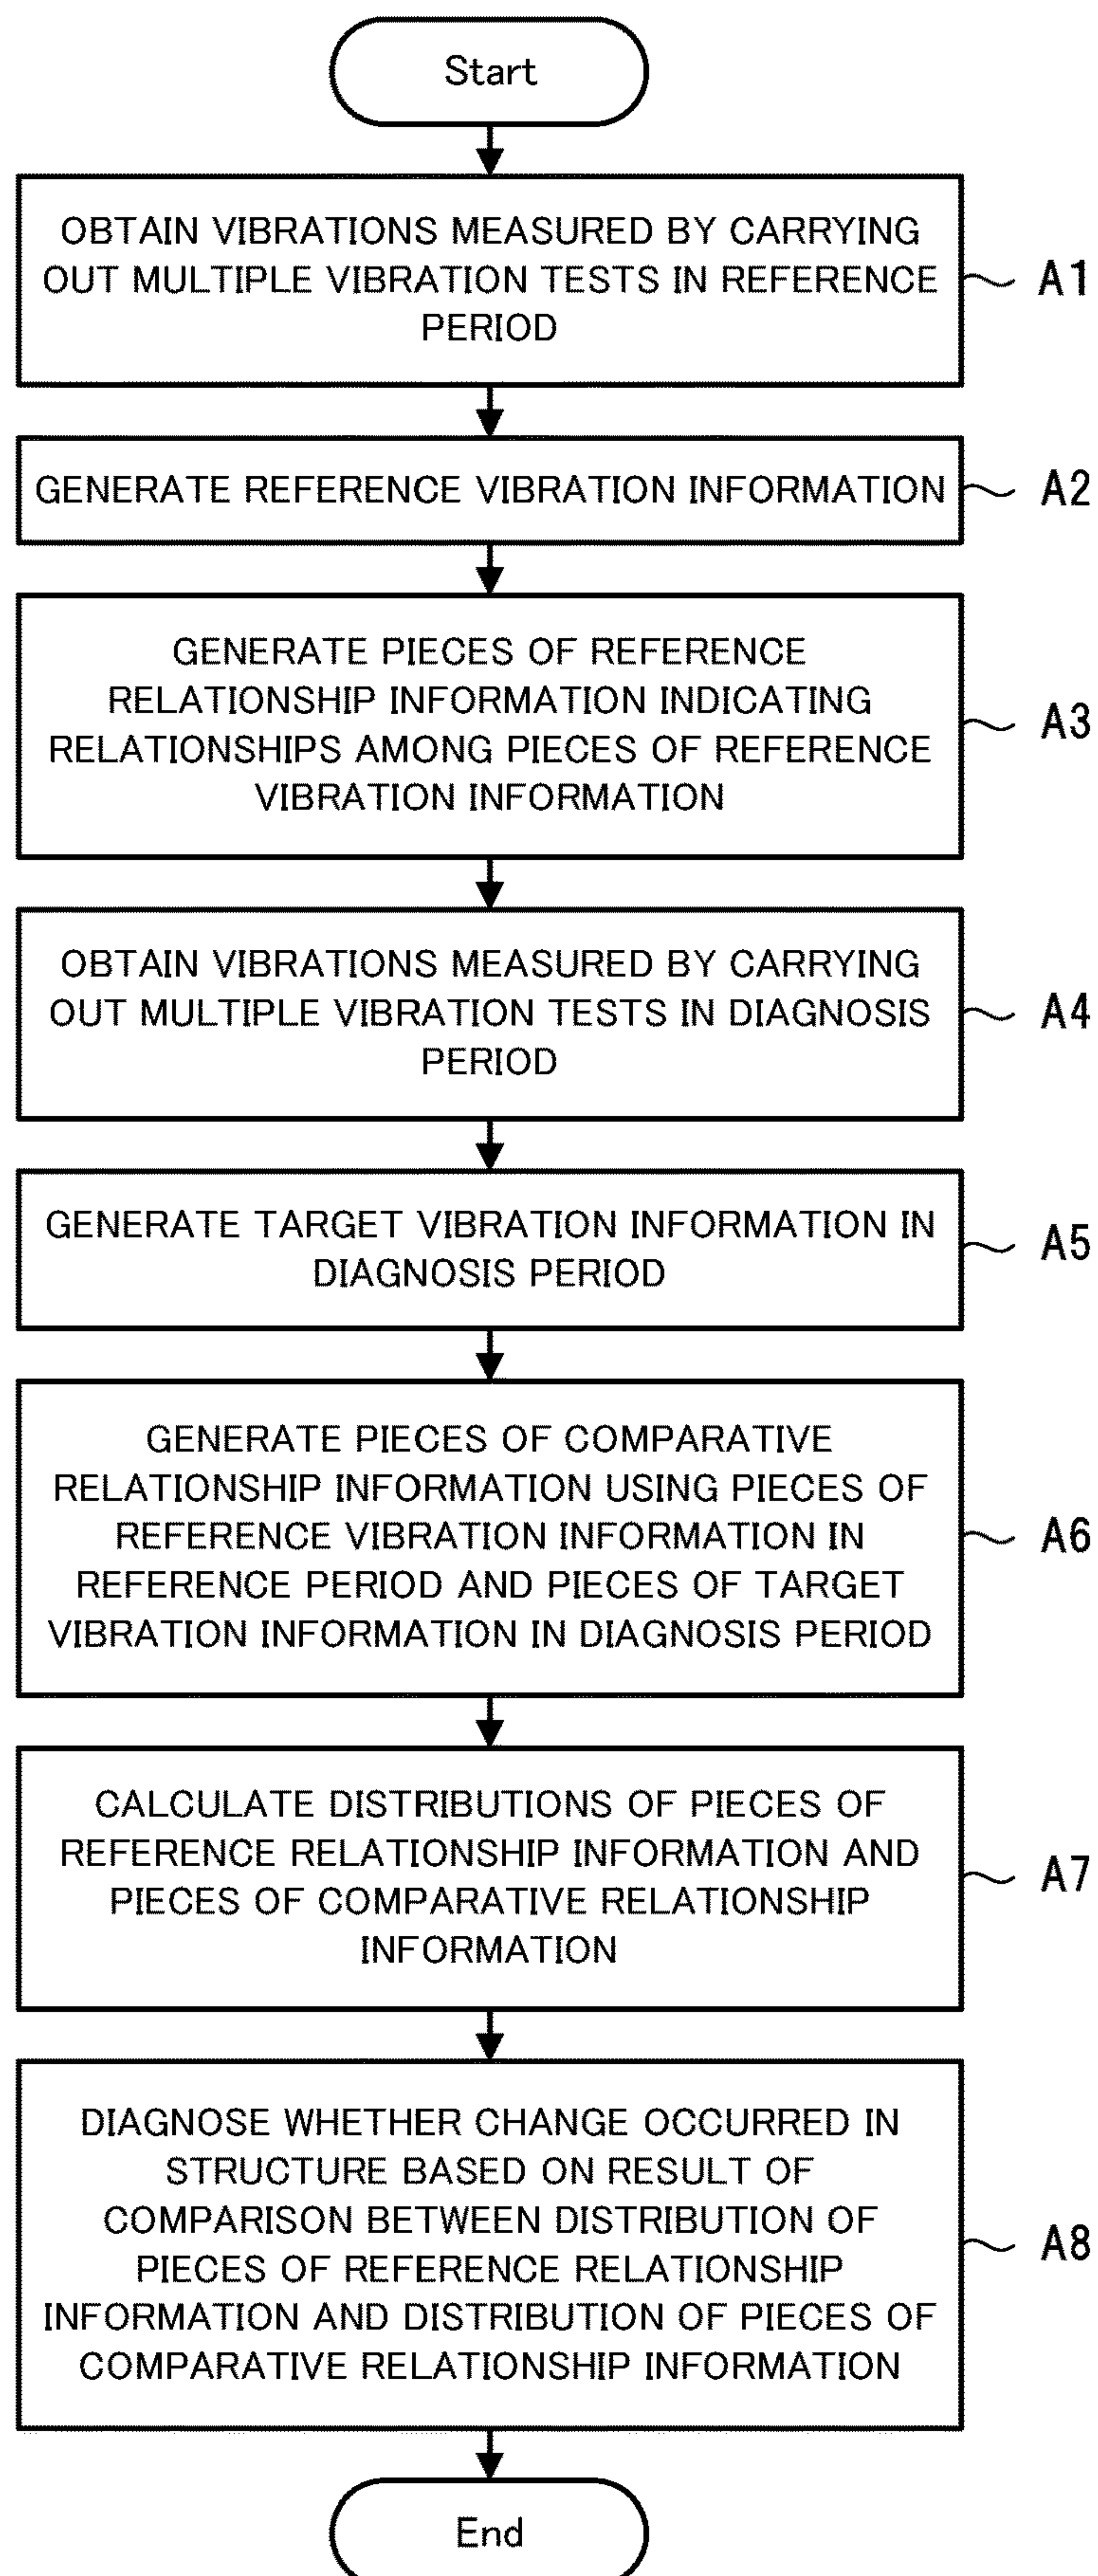 Start
OBTAIN VIBRATIONS MEASURED BY CARRYING
OUT MULTIPLE VIBRATION TESTS IN REFERENCE
PERIOD
A1
GENERATE REFERENCE VIBRATION INFORMATION
A2
GENERATE PIECES OF REFERENCE
RELATIONSHIP INFORMATION INDICATING
RELATIONSHIPS AMONG PIECES OF REFERENCE
VIBRATION INFORMATION
A3
OBTAIN VIBRATIONS MEASURED BY CARRYING
OUT MULTIPLE VIBRATION TESTS IN DIAGNOSIS
PERIOD
A4
GENERATE TARGET VIBRATION INFORMATION IN
DIAGNOSIS PERIOD
A5
GENERATE PIECES OF COMPARATIVE
RELATIONSHIP INFORMATION USING PIECES OF
REFERENCE VIBRATION INFORMATION IN
REFERENCE PERIOD AND PIECES OF TARGET
VIBRATION INFORMATION IN DIAGNOSIS PERIOD
A6
CALCULATE DISTRIBUTIONS OF PIECES OF
REFERENCE RELATIONSHIP INFORMATION AND
PIECES OF COMPARATIVE RELATIONSHIP
INFORMATION
A7
DIAGNOSE WHETHER CHANGE OCCURRED IN
STRUCTURE BASED ON RESULT OF
COMPARISON BETWEEN DISTRIBUTION OF
PIECES OF REFERENCE RELATIONSHIP
INFORMATION AND DISTRIBUTION OF PIECES OF
COMPARATIVE RELATIONSHIP INFORMATION
A8
End